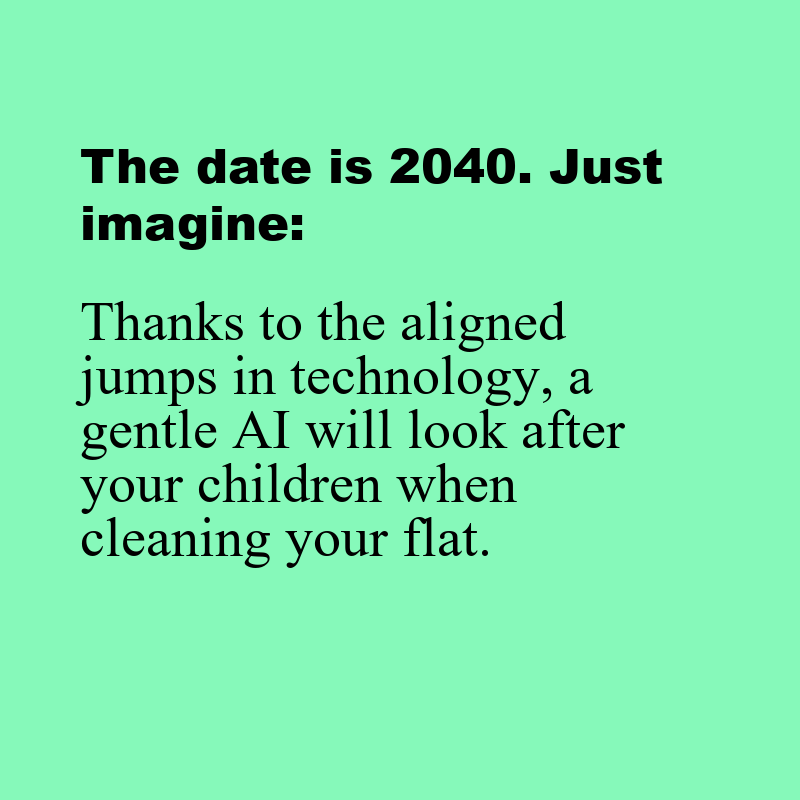 The date is 2040. Just
imagine:
Thanks to the aligned
jumps in technology, a
gentle AI will look after
your children when
cleaning your flat.